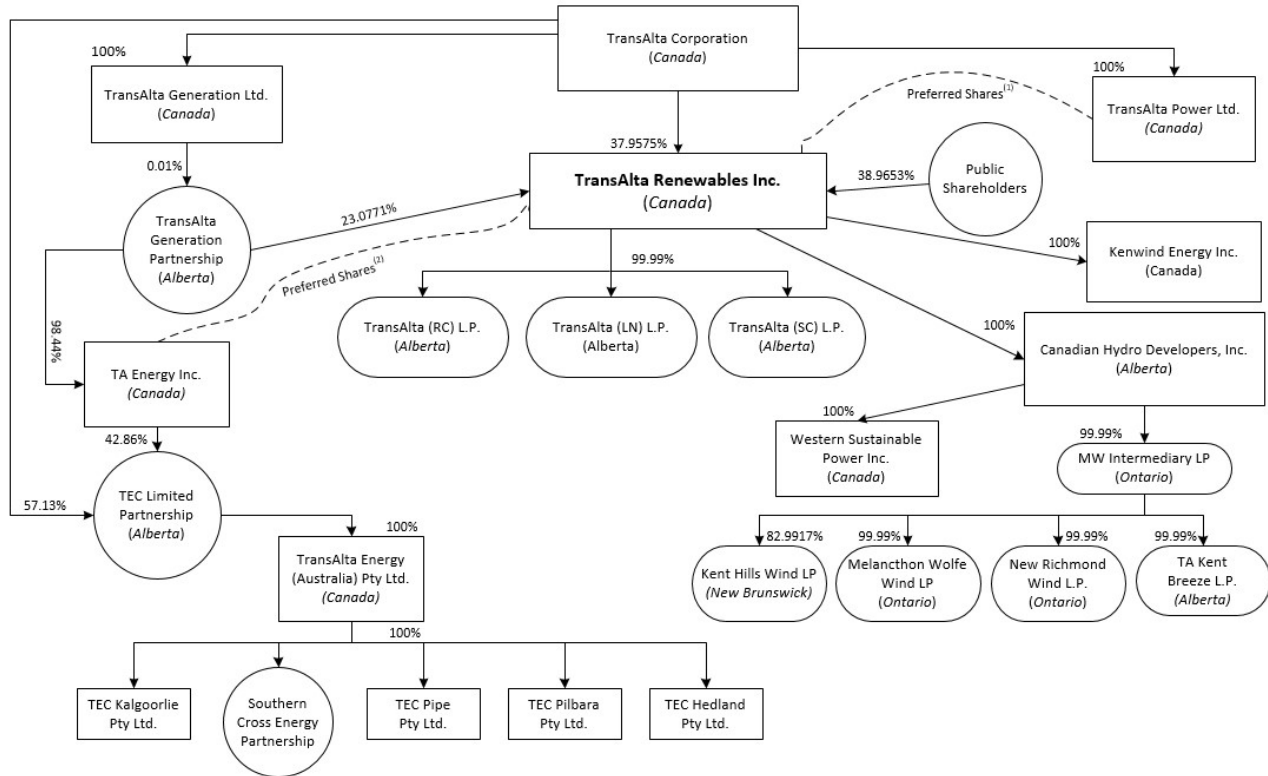 TransAlta Corporation
(Canada)
100%
TransAlta Generation Ltd.
(Canada)
100%
TransAlta Power Ltd.
(Canada)
Preferred Shares(1)
37.9575%
0.01%
TransAlta Renewables Inc.
(Canada)
38.9653%
Public
Shareholders
TransAlta
Generation
Partnership
(Alberta)
23.0771%
Preferred Shares(2)
100%
Kenwind Energy Inc.
(Canada)
99.99%
TransAlta (RC) L.P.
(Alberta)
TransAlta (LN) L.P.
(Alberta)
TransAlta (SC) L.P.
(Alberta)
100%
Canadian Hydro Developers, Inc.
(Alberta)
98.44%
TA Energy Inc.
(Canada)
42.86%
100%
Western Sustainable
Power Inc.
(Canada)
99.99%
MW Intermediary LP
(Ontario)
57.13%
TEC Limited
Partnership
(Alberta)
100%
TransAlta Energy
(Australia) Pty Ltd.
(Canada)
82.9917%
Kent Hills Wind LP
(New Brunswick)
99.99%
Melancthon Wolfe
Wind LP
(Ontario)
99.99%
New Richmond
Wind L.P.
(Ontario)
99.99%
TA Kent
Breeze L.P.
(Alberta)
100%
TEC Kalgoorlie
Pty Ltd.
Southern
Cross Energy
Partnership
TEC Pipe
Pty Ltd.
TEC Pilbara
Pty Ltd.
TEC Hedland
Pty Ltd.